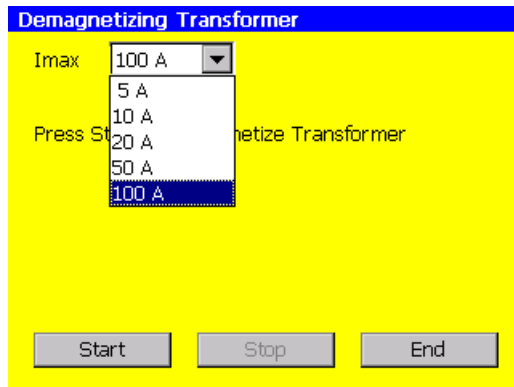 Demagnetizing Transformer
Imax 100 A
5 A
10 A
Press St netize Transformer
20 A
50 A
100 A
Start Stop End